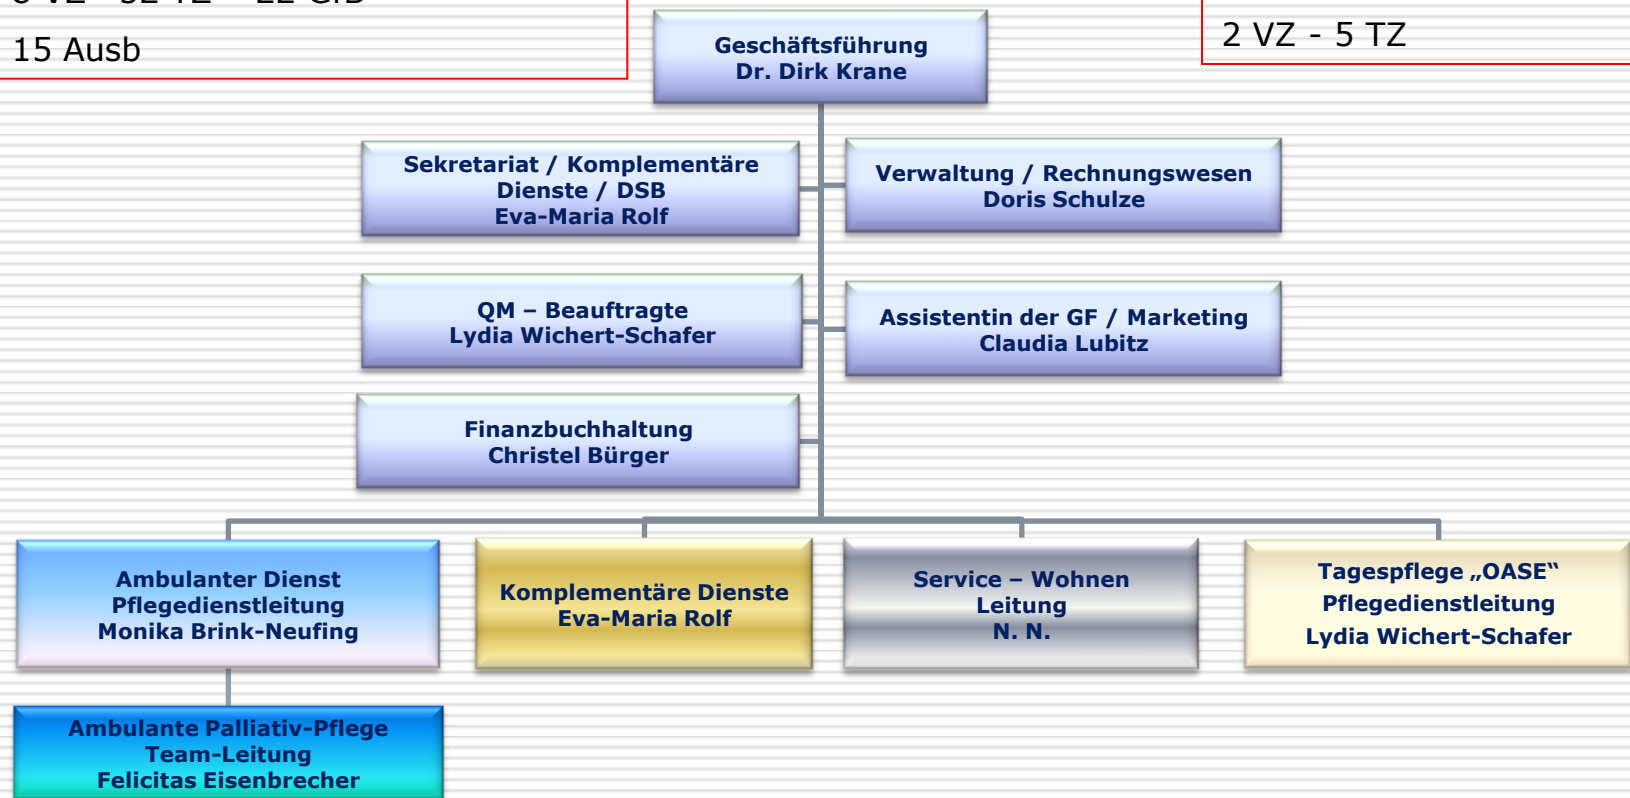 15 Ausb
2 VZ - 5 TZ
Geschäftsführung
Dr. Dirk Krane
Sekretariat / Komplementäre
Dienste / DSB
Eva-Maria Rolf
Verwaltung / Rechnungswesen
Doris Schulze
QM – Beauftragte
Lydia Wichert-Schafer
Assistentin der GF / Marketing
Claudia Lubitz
Finanzbuchhaltung
Christel Bürger
Ambulanter Dienst
Pflegedienstleitung
Monika Brink-Neufing
Komplementäre Dienste
Eva-Maria Rolf
Service – Wohnen
Leitung
N. N.
Tagespflege „OASE“
Pflegedienstleitung
Lydia Wichert-Schafer
Ambulante Palliativ-Pflege
Team-Leitung
Felicitas Eisenbrecher